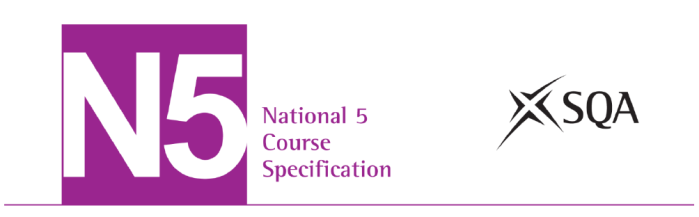 N5
National 5
Course
Specification
SQA